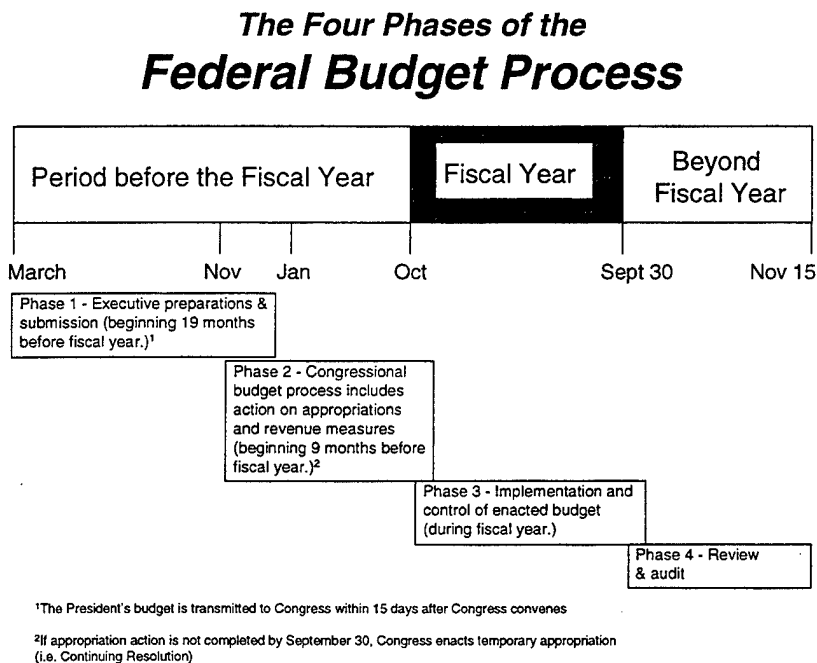 The Four Phases of the
Federal Budget Process
Period before the Fiscal Year
Fiscal Year
Beyond
Fiscal Year
March
Nov
Jan
Oct
Sept 30
Nov 15
Phase 1 - Executive preparations &
submission (beginning 19 months
before fiscal year.)¹
Phase 2 - Congressional
budget process includes
action on appropriations
and revenue measures
(beginning 9 months before
fiscal year.)²
Phase 3 - Implementation and
control of enacted budget
(during fiscal year.)
Phase 4 - Review
& audit
¹The President's budget is transmitted to Congress within 15 days after Congress convenes
²If appropriation action is not completed by September 30, Congress enacts temporary appropriation
(i.e. Continuing Resolution)